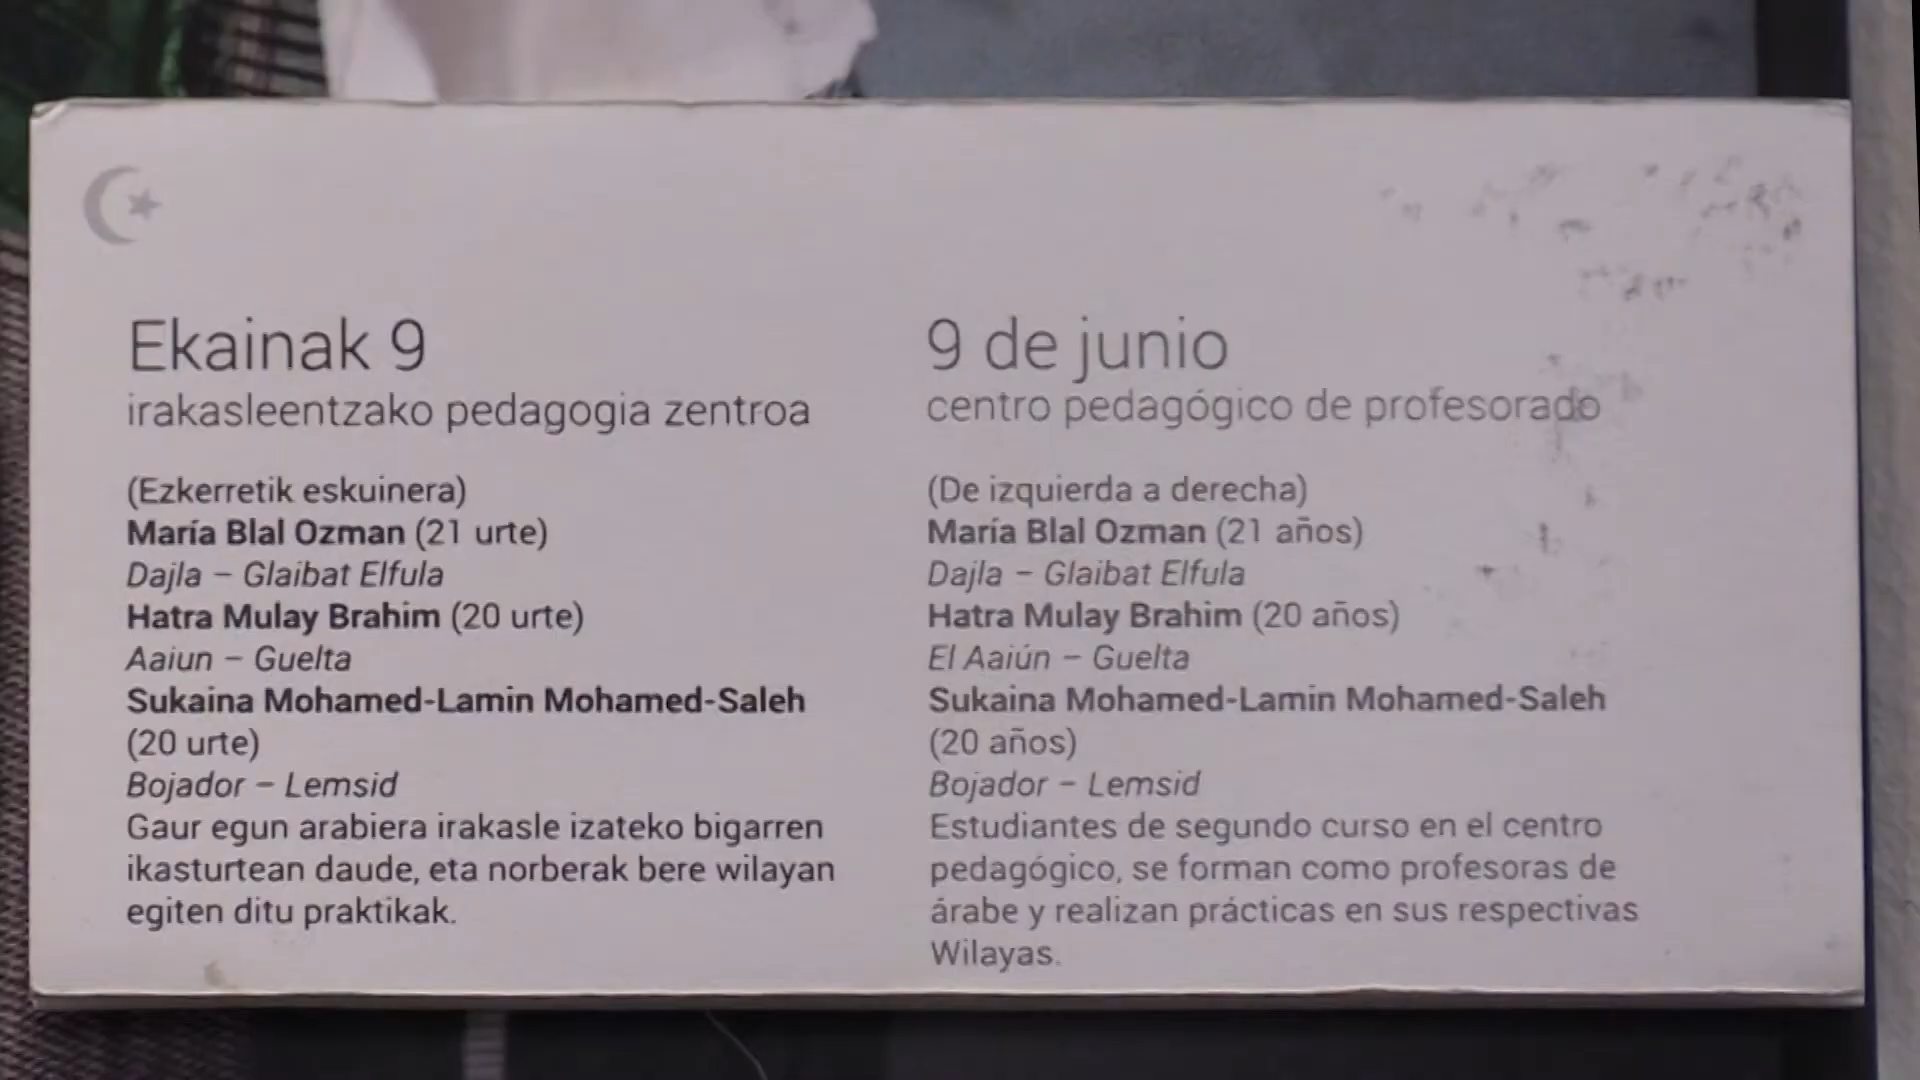 Ekainak 9
irakasleentzako pedagogia zentroa
(Ezkerretik eskuinera)
María Blal Ozman (21 urte)
Dajla – Glaibat Elfula
Hatra Mulay Brahim (20 urte)
Aaiun – Guelta
Sukaina Mohamed-Lamin Mohamed-Saleh
(20 urte)
Bojador – Lemsid
Gaur egun arabiera irakasle izateko bigarren
ikasturtean daude, eta norberak bere wilayan
egiten ditu praktikak.
9 de junio
centro pedagógico de profesorado
(De izquierda a derecha)
María Blal Ozman (21 años)
Dajla – Glaibat Elfula
Hatra Mulay Brahim (20 años)
El Aaiún – Guelta
Sukaina Mohamed-Lamin Mohamed-Saleh
(20 años)
Bojador – Lemsid
Estudiantes de segundo curso en el centro
pedagógico, se forman como profesoras de
árabe y realizan prácticas en sus respectivas
Wilayas.